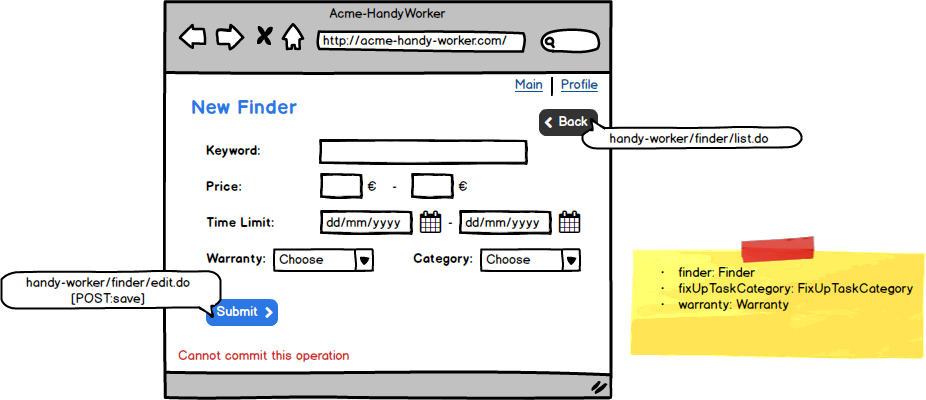 Acme-HandyWorker
http://acme-handy-worker.com/
Main | Profile
New Finder
Back
handy-worker/finder/list.do
Keyword:
Price: € - €
Time Limit: dd/mm/yyyy - dd/mm/yyyy
Warranty: Choose Category: Choose
handy-worker/finder/edit.do
[POST:save]
Submit
Cannot commit this operation
• finder: Finder
• fixUpTaskCategory: FixUpTaskCategory
• warranty: Warranty